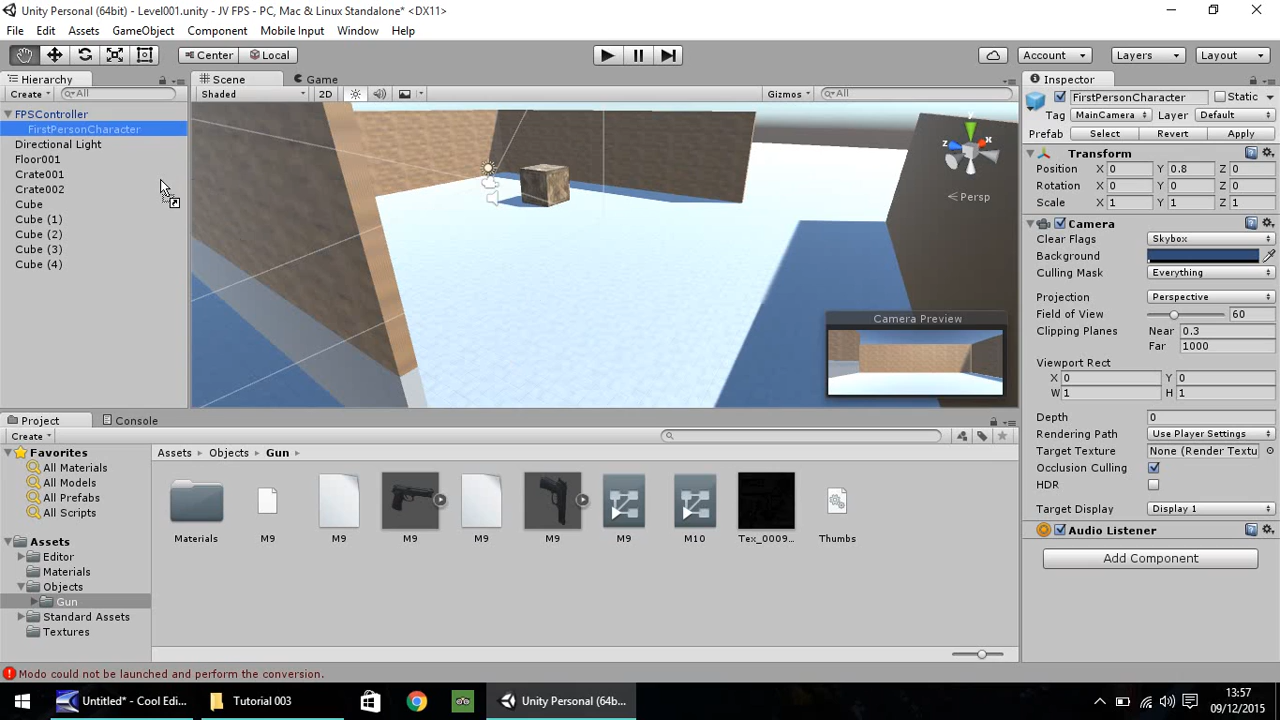 Unity Personal (64bit) - Level001.unity - JV FPS - PC, Mac & Linux Standalone* <DX11>
File Edit Assets GameObject Component Mobile Input Window Help
Center Local Account Layers Layout
Hierarchy
Create All
FPSController
FirstPersonCharacter
Directional Light
Floor001
Crate001
Crate002
Cube
Cube (1)
Cube (2)
Cube (3)
Cube (4)
Scene Game
Shaded 2D Gizmos All
Persp
Camera Preview
Inspector
FirstPersonCharacter Static
Tag MainCamera Layer Default
Prefab Select Revert Apply
Transform
Position X 0 Y 0.8 Z 0
Rotation X 0 Y 0 Z 0
Scale X 1 Y 1 Z 1
Camera
Clear Flags Skybox
Background
Culling Mask Everything
Projection Perspective
Field of View 60
Clipping Planes Near 0.3
Far 1000
Viewport Rect
X 0 Y 0
W 1 H 1
Depth 0
Rendering Path Use Player Settings
Target Texture None (Render Textu
Occlusion Culling
HDR
Target Display Display 1
Audio Listener
Add Component
Project Console
Create
Favorites
All Materials
All Models
All Prefabs
All Scripts
Assets
Editor
Materials
Objects
Gun
Standard Assets
Textures
Assets Objects Gun
Materials M9 M9 M9 M9 M9 M9 M10 Tex_0009... Thumbs
Modo could not be launched and perform the conversion.
Untitled* - Cool Edi... Tutorial 003 Unity Personal (64b... 13:57
09/12/2015